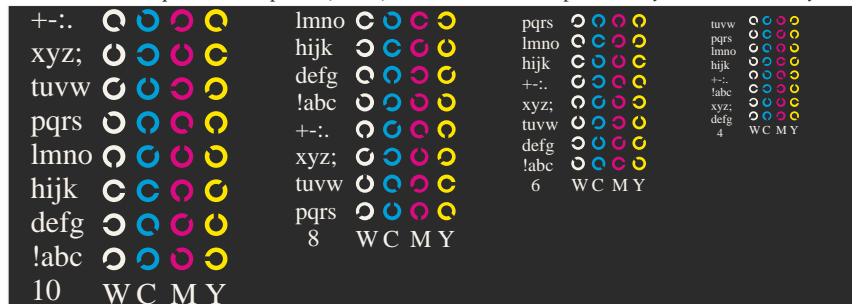 +-:.
xyz;
tuvw
pqrs
lmno
hijk
defg
!abc
10 W C M Y
lmno
hijk
defg
!abc
+-:.
xyz;
tuvw
pqrs
8 W C M Y
pqrs
lmno
hijk
+-:.
xyz;
tuvw
defg
!abc
6 W C M Y
tuvw
pqrs
lmno
hijk
+-:.
!abc
xyz;
defg
4 W C M Y